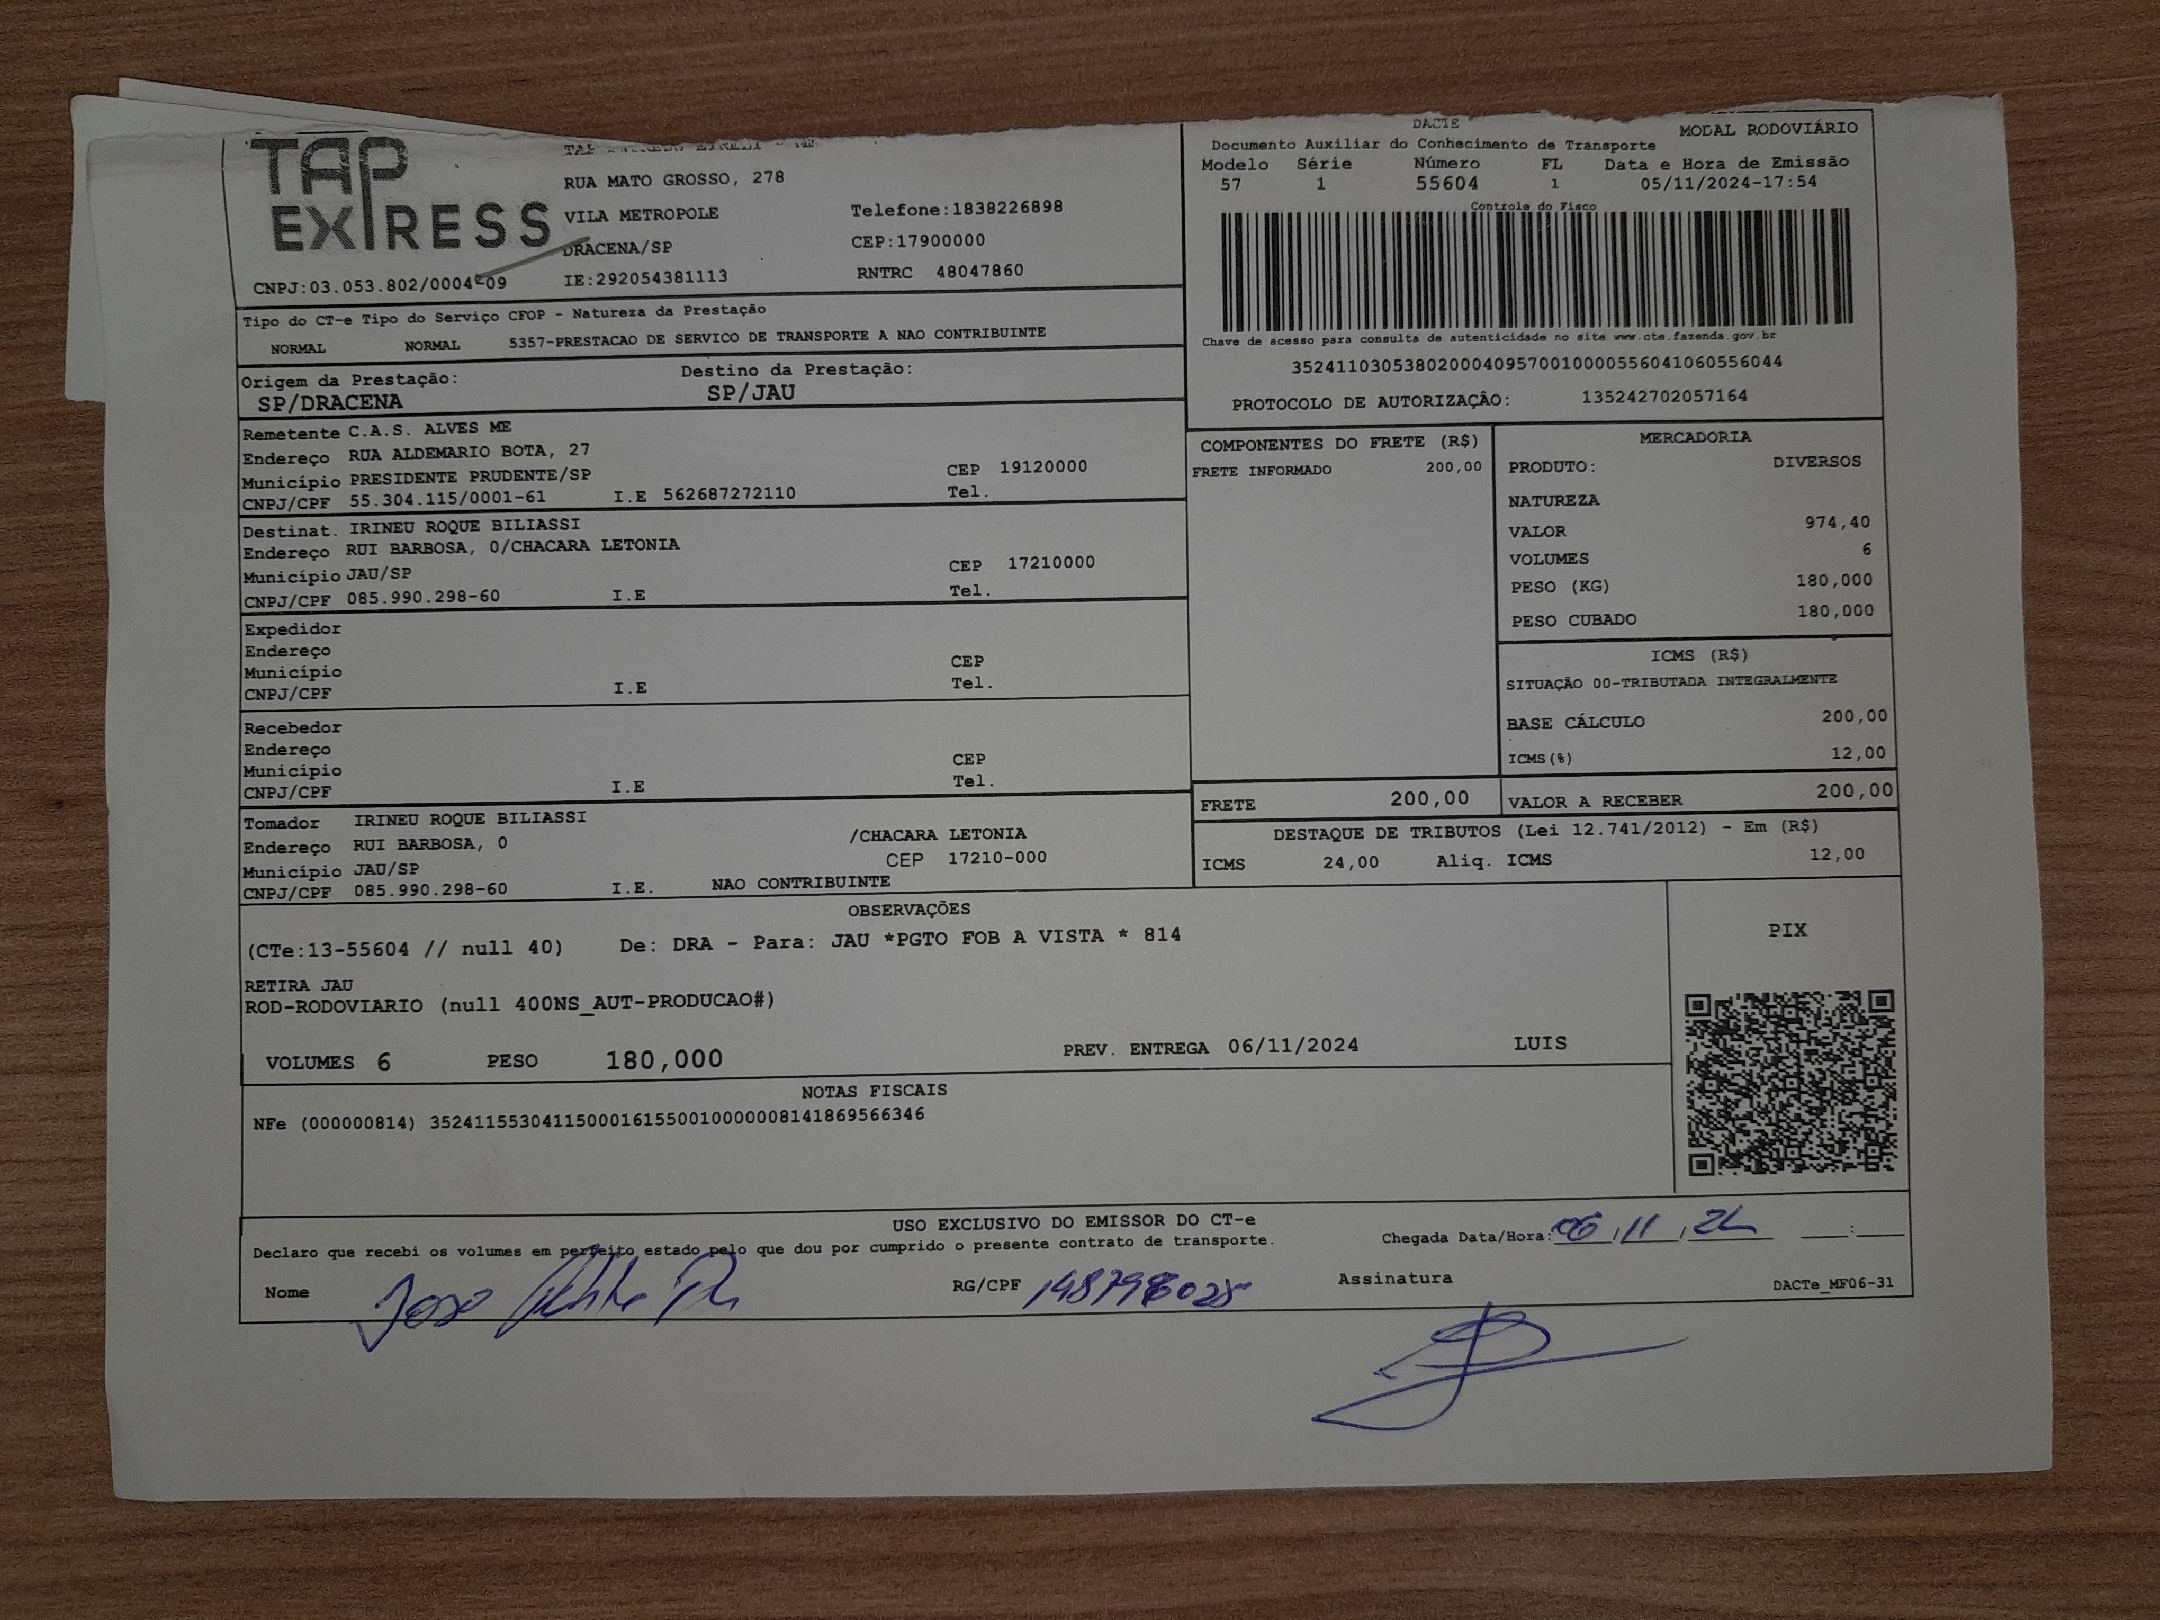 TAP
EXPRESS
RUA MATO GROSSO, 278
VILA METROPOLE Telefone:1838226898
DRACENA/SP CEP:17900000
CNPJ:03.053.802/0004-09 IE:292054381113 RNTRC 48047860
DACTE MODAL RODOVIÁRIO
Documento Auxiliar do Conhecimento de Transporte
Modelo Série Número FL Data e Hora de Emissão
57 1 55604 1 05/11/2024-17:54
Controle do Fisco
Chave de acesso para consulta de autenticidade no site www.cte.fazenda.gov.br
35241103053802000409570010000556041060556044
PROTOCOLO DE AUTORIZAÇÃO: 135242702057164
Tipo do CT-e Tipo do Serviço CFOP - Natureza da Prestação
NORMAL NORMAL 5357-PRESTACAO DE SERVICO DE TRANSPORTE A NAO CONTRIBUINTE
Origem da Prestação: Destino da Prestação:
SP/DRACENA SP/JAU
Remetente C.A.S. ALVES ME
Endereço RUA ALDEMARIO BOTA, 27
Município PRESIDENTE PRUDENTE/SP CEP 19120000
CNPJ/CPF 55.304.115/0001-61 I.E 562687272110 Tel.
Destinat. IRINEU ROQUE BILIASSI
Endereço RUI BARBOSA, 0/CHACARA LETONIA
Município JAU/SP CEP 17210000
CNPJ/CPF 085.990.298-60 I.E Tel.
Expedidor
Endereço
Município CEP
CNPJ/CPF I.E Tel.
Recebedor
Endereço
Município CEP
CNPJ/CPF I.E Tel.
Tomador IRINEU ROQUE BILIASSI
Endereço RUI BARBOSA, 0 /CHACARA LETONIA
Município JAU/SP CEP 17210-000
CNPJ/CPF 085.990.298-60 I.E. NAO CONTRIBUINTE
COMPONENTES DO FRETE (R$)
FRETE INFORMADO 200,00
MERCADORIA
PRODUTO: DIVERSOS
NATUREZA
VALOR 974,40
VOLUMES 6
PESO (KG) 180,000
PESO CUBADO 180,000
ICMS (R$)
SITUAÇÃO 00-TRIBUTADA INTEGRALMENTE
BASE CÁLCULO 200,00
ICMS(%) 12,00
FRETE 200,00 VALOR A RECEBER 200,00
DESTAQUE DE TRIBUTOS (Lei 12.741/2012) - Em (R$)
ICMS 24,00 Aliq. ICMS 12,00
OBSERVAÇÕES
(CTe:13-55604 // null 40) De: DRA - Para: JAU *PGTO FOB A VISTA * 814
RETIRA JAU
ROD-RODOVIARIO (null 400NS_AUT-PRODUCAO#)
VOLUMES 6 PESO 180,000 PREV. ENTREGA 06/11/2024 LUIS
PIX
NOTAS FISCAIS
NFe (000000814) 35241155304115000161550010000008141869566346
USO EXCLUSIVO DO EMISSOR DO CT-e
Declaro que recebi os volumes em perfeito estado pelo que dou por cumprido o presente contrato de transporte. Chegada Data/Hora: 06/11/24 :
Nome RG/CPF Assinatura DACTe_MF06-31